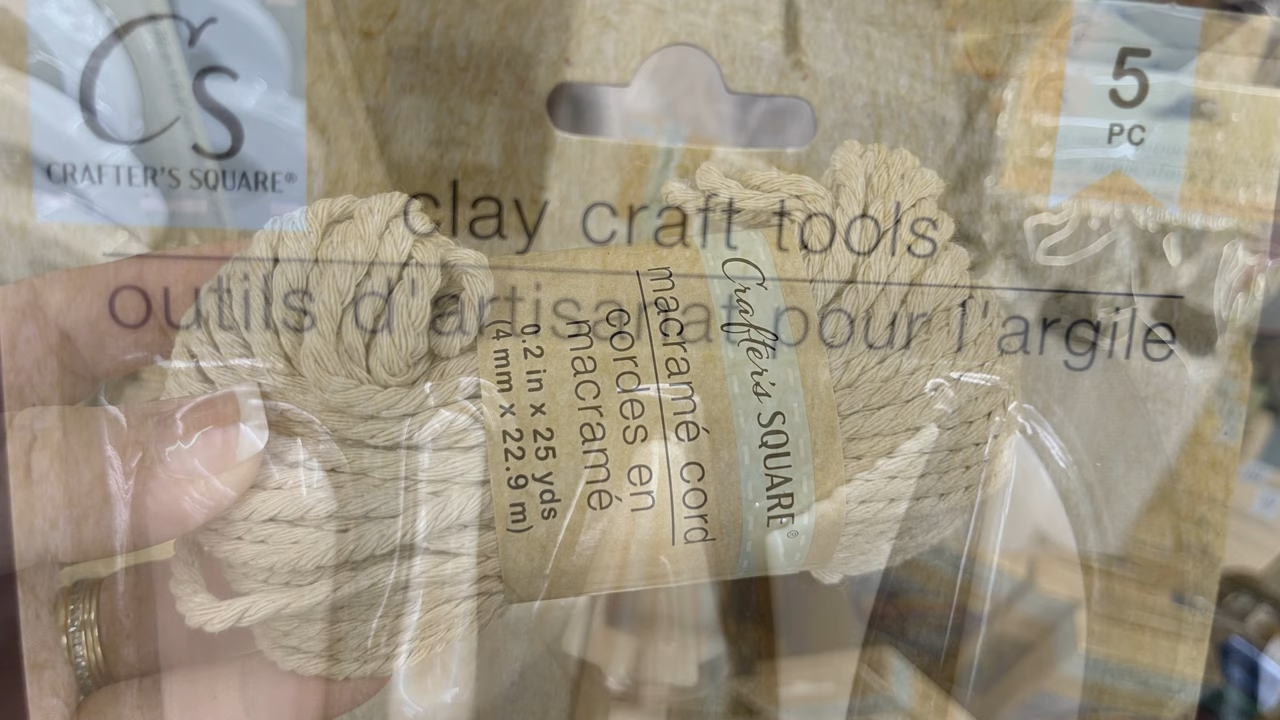 Cs
CRAFTER'S SQUARE®
5
PC
clay craft tools
outils d'artisanat pour l'argile
Crafter's SQUARE®
macramé cord
cordes en
macramé
0.2 in x 25 yds
(4 mm x 22.9 m)